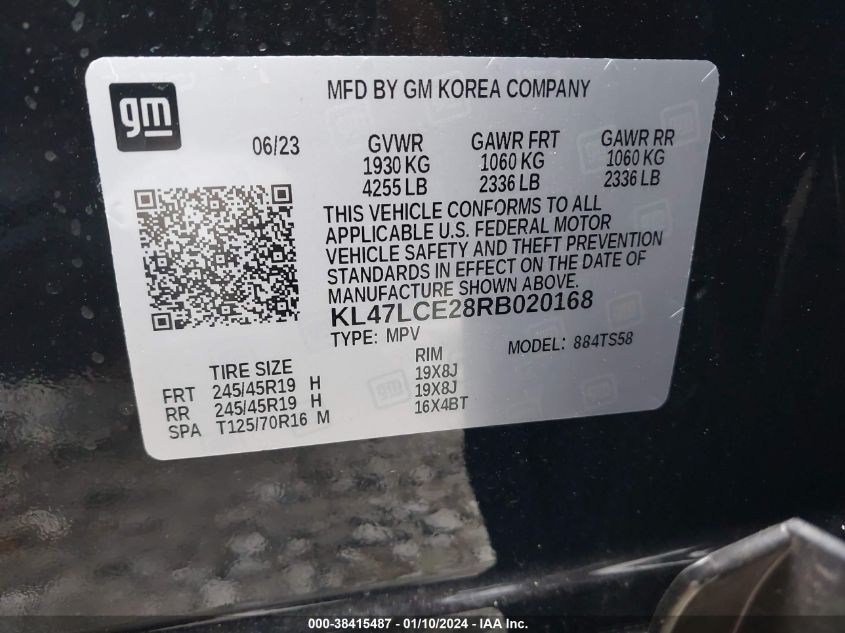 gm
MFD BY GM KOREA COMPANY
06/23
GVWR GAWR FRT GAWR RR
1930 KG 1060 KG 1060 KG
4255 LB 2336 LB 2336 LB
THIS VEHICLE CONFORMS TO ALL
APPLICABLE U.S. FEDERAL MOTOR
VEHICLE SAFETY AND THEFT PREVENTION
STANDARDS IN EFFECT ON THE DATE OF
MANUFACTURE SHOWN ABOVE.
KL47LCE28RB020168
TYPE: MPV MODEL: 884TS58
TIRE SIZE RIM
FRT 245/45R19 H 19X8J
RR 245/45R19 H 19X8J
SPA T125/70R16 M 16X4BT
000-38415487 - 01/10/2024 - IAA Inc.